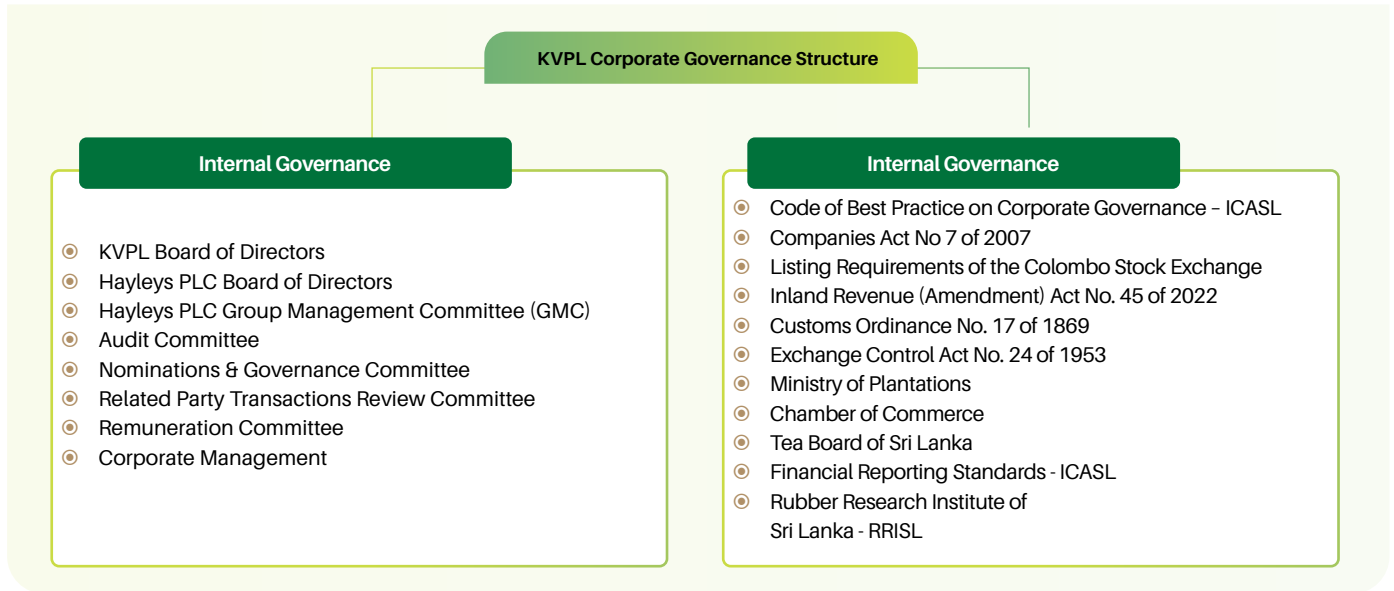 KVPL Corporate Governance Structure
Internal Governance
KVPL Board of Directors
Hayleys PLC Board of Directors
Hayleys PLC Group Management Committee (GMC)
Audit Committee
Nominations & Governance Committee
Related Party Transactions Review Committee
Remuneration Committee
Corporate Management
Internal Governance
Code of Best Practice on Corporate Governance – ICASL
Companies Act No 7 of 2007
Listing Requirements of the Colombo Stock Exchange
Inland Revenue (Amendment) Act No. 45 of 2022
Customs Ordinance No. 17 of 1869
Exchange Control Act No. 24 of 1953
Ministry of Plantations
Chamber of Commerce
Tea Board of Sri Lanka
Financial Reporting Standards - ICASL
Rubber Research Institute of
Sri Lanka - RRISL